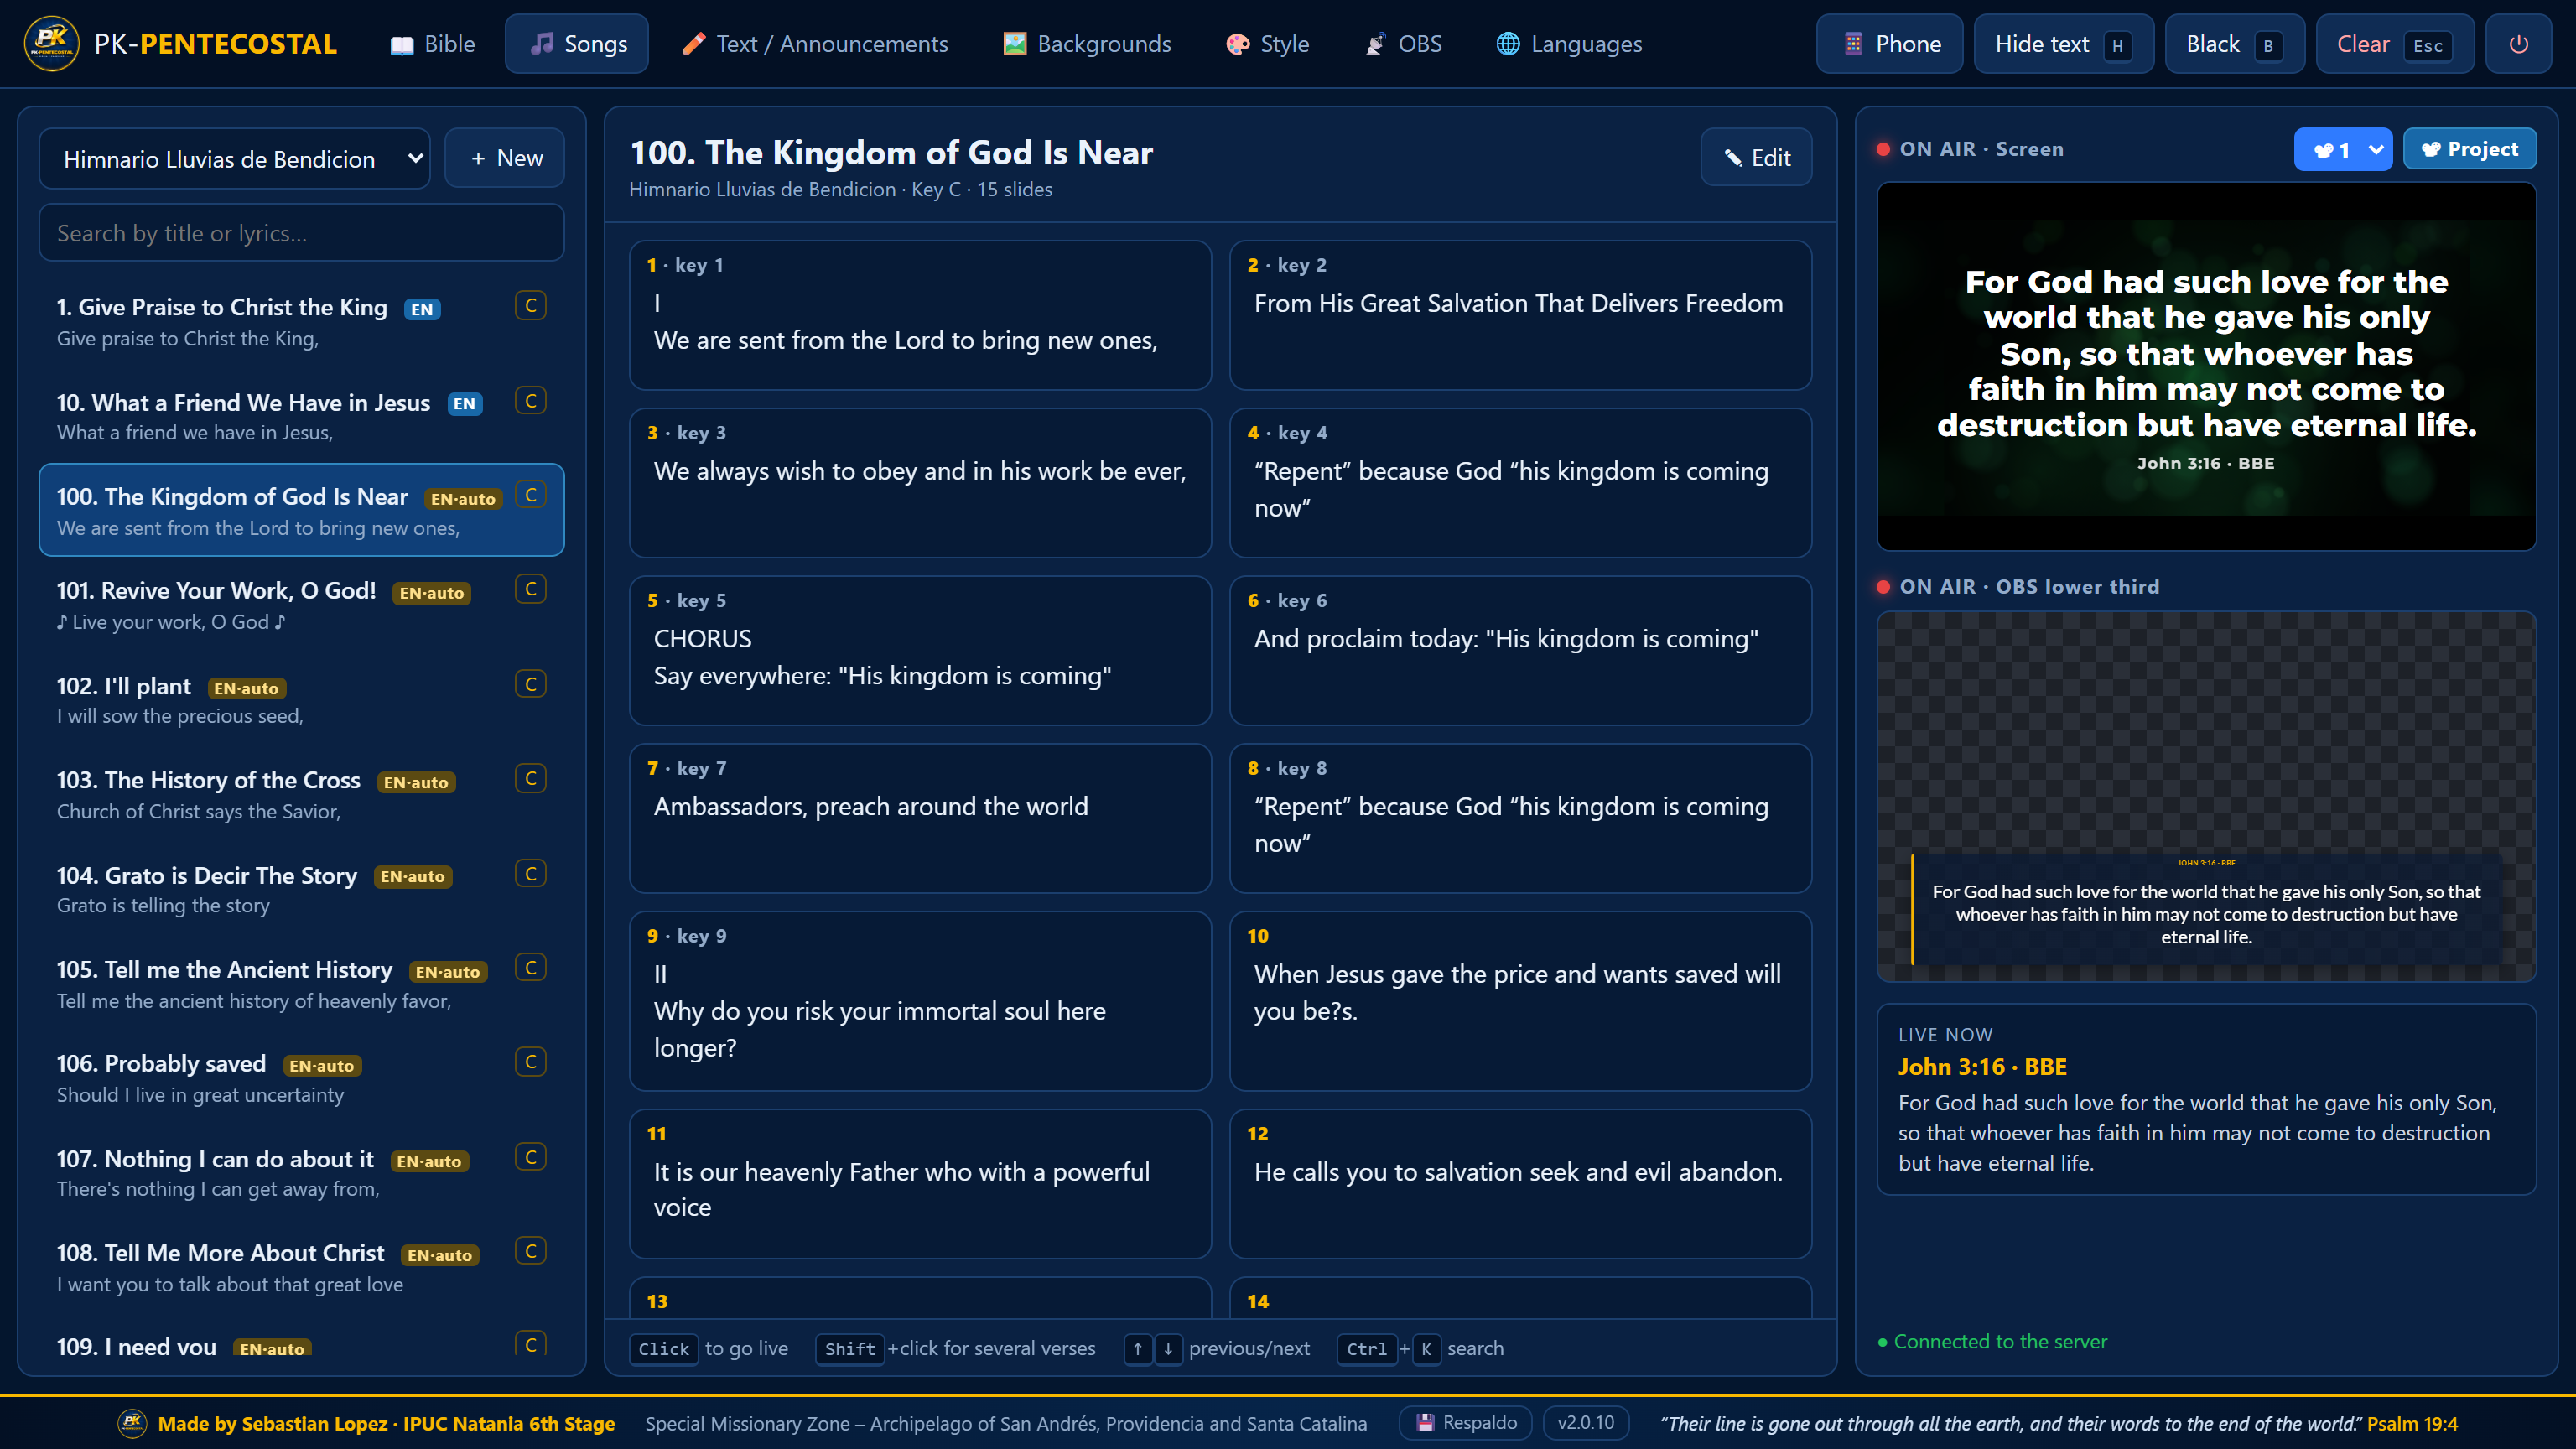 PK-PENTECOSTAL
Bible
Songs
Text / Announcements
Backgrounds
Style
OBS
Languages
Phone
Hide text H
Black B
Clear Esc
Himnario Lluvias de Bendicion
+ New
Search by title or lyrics...
1. Give Praise to Christ the King EN C
Give praise to Christ the King,
10. What a Friend We Have in Jesus EN C
What a friend we have in Jesus,
100. The Kingdom of God Is Near EN·auto C
We are sent from the Lord to bring new ones,
101. Revive Your Work, O God! EN·auto C
♪ Live your work, O God ♪
102. I'll plant EN·auto C
I will sow the precious seed,
103. The History of the Cross EN·auto C
Church of Christ says the Savior,
104. Grato is Decir The Story EN·auto C
Grato is telling the story
105. Tell me the Ancient History EN·auto C
Tell me the ancient history of heavenly favor,
106. Probably saved EN·auto C
Should I live in great uncertainty
107. Nothing I can do about it EN·auto C
There's nothing I can get away from,
108. Tell Me More About Christ EN·auto C
I want you to talk about that great love
109. I need you EN·auto C
100. The Kingdom of God Is Near
Himnario Lluvias de Bendicion · Key C · 15 slides
Edit
1 · key 1
I
We are sent from the Lord to bring new ones,
2 · key 2
From His Great Salvation That Delivers Freedom
3 · key 3
We always wish to obey and in his work be ever,
4 · key 4
“Repent” because God “his kingdom is coming
now”
5 · key 5
CHORUS
Say everywhere: "His kingdom is coming"
6 · key 6
And proclaim today: "His kingdom is coming"
7 · key 7
Ambassadors, preach around the world
8 · key 8
“Repent” because God “his kingdom is coming
now”
9 · key 9
II
Why do you risk your immortal soul here
longer?
10
When Jesus gave the price and wants saved will
you be?s.
11
It is our heavenly Father who with a powerful
voice
12
He calls you to salvation seek and evil abandon.
13
14
Click to go live Shift +click for several verses ↑ ↓ previous/next Ctrl + K search
ON AIR · Screen
1
Project
For God had such love for the
world that he gave his only
Son, so that whoever has
faith in him may not come to
destruction but have eternal life.
John 3:16 · BBE
ON AIR · OBS lower third
JOHN 3:16 · BBE
For God had such love for the world that he gave his only Son, so that
whoever has faith in him may not come to destruction but have
eternal life.
LIVE NOW
John 3:16 · BBE
For God had such love for the world that he gave his only Son,
so that whoever has faith in him may not come to destruction
but have eternal life.
Connected to the server
Made by Sebastian Lopez · IPUC Natania 6th Stage
Special Missionary Zone – Archipelago of San Andrés, Providencia and Santa Catalina
Respaldo
v2.0.10
“Their line is gone out through all the earth, and their words to the end of the world.” Psalm 19:4